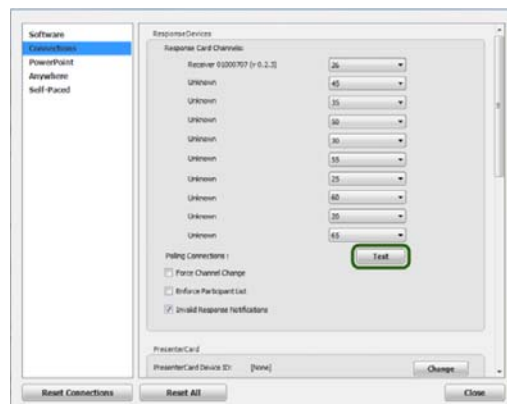 Software
Connections
PowerPoint
Anywhere
Self-Paced
ResponseDevices
Response Card Channels:
Receiver 01000707 (v 0.2.3) 26
Unknown 45
Unknown 35
Unknown 50
Unknown 30
Unknown 55
Unknown 25
Unknown 60
Unknown 20
Unknown 65
Polling Connections : Test
Force Channel Change
Enforce Participant List
Invalid Response Notifications
PresenterCard
PresenterCard Device ID: [None] Change
Reset Connections Reset All Close